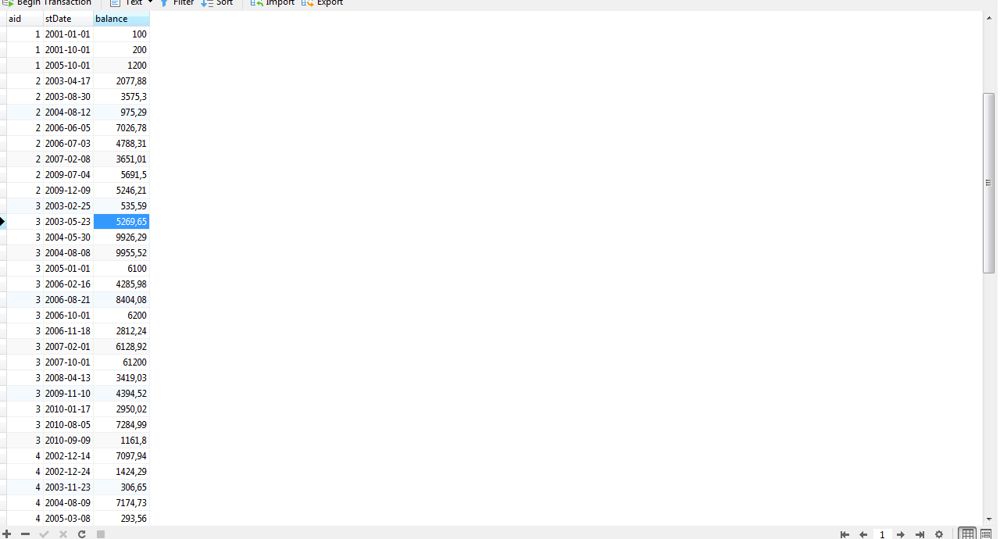 Begin Transaction Text Filter Sort Import Export
aid stDate balance
1 2001-01-01 100
1 2001-10-01 200
1 2005-10-01 1200
2 2003-04-17 2077,88
2 2003-08-30 3575,3
2 2004-08-12 975,29
2 2006-06-05 7026,78
2 2006-07-03 4788,31
2 2007-02-08 3651,01
2 2009-07-04 5691,5
2 2009-12-09 5246,21
3 2003-02-25 535,59
3 2003-05-23 5269,65
3 2004-05-30 9926,29
3 2004-08-08 9955,52
3 2005-01-01 6100
3 2006-02-16 4285,98
3 2006-08-21 8404,08
3 2006-10-01 6200
3 2006-11-18 2812,24
3 2007-02-01 6128,92
3 2007-10-01 61200
3 2008-04-13 3419,03
3 2009-11-10 4394,52
3 2010-01-17 2950,02
3 2010-08-05 7284,99
3 2010-09-09 1161,8
4 2002-12-14 7097,94
4 2002-12-24 1424,29
4 2003-11-23 306,65
4 2004-08-09 7174,73
4 2005-03-08 293,56
1